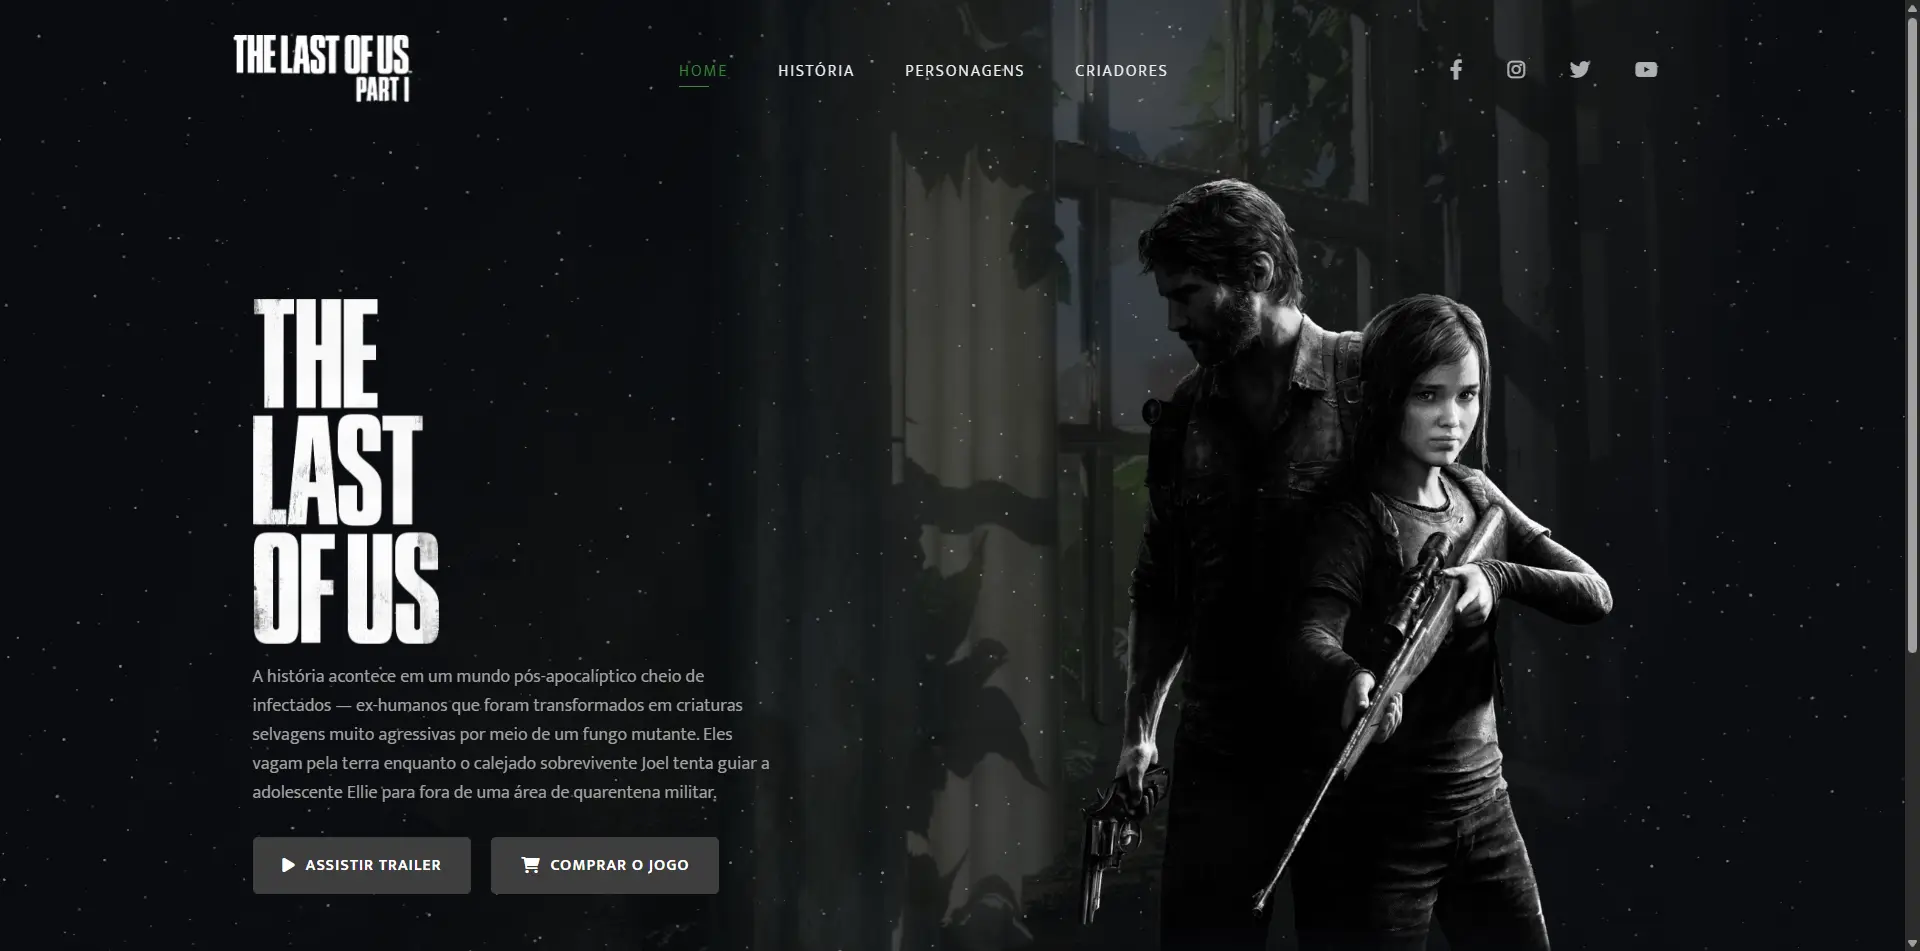 THE LAST OF US
PART I
HOME
HISTÓRIA
PERSONAGENS
CRIADORES
THE
LAST
OF US
A história acontece em um mundo pós-apocalíptico cheio de
infectados — ex-humanos que foram transformados em criaturas
selvagens muito agressivas por meio de um fungo mutante. Eles
vagam pela terra enquanto o calejado sobrevivente Joel tenta guiar a
adolescente Ellie para fora de uma área de quarentena militar.
ASSISTIR TRAILER
COMPRAR O JOGO